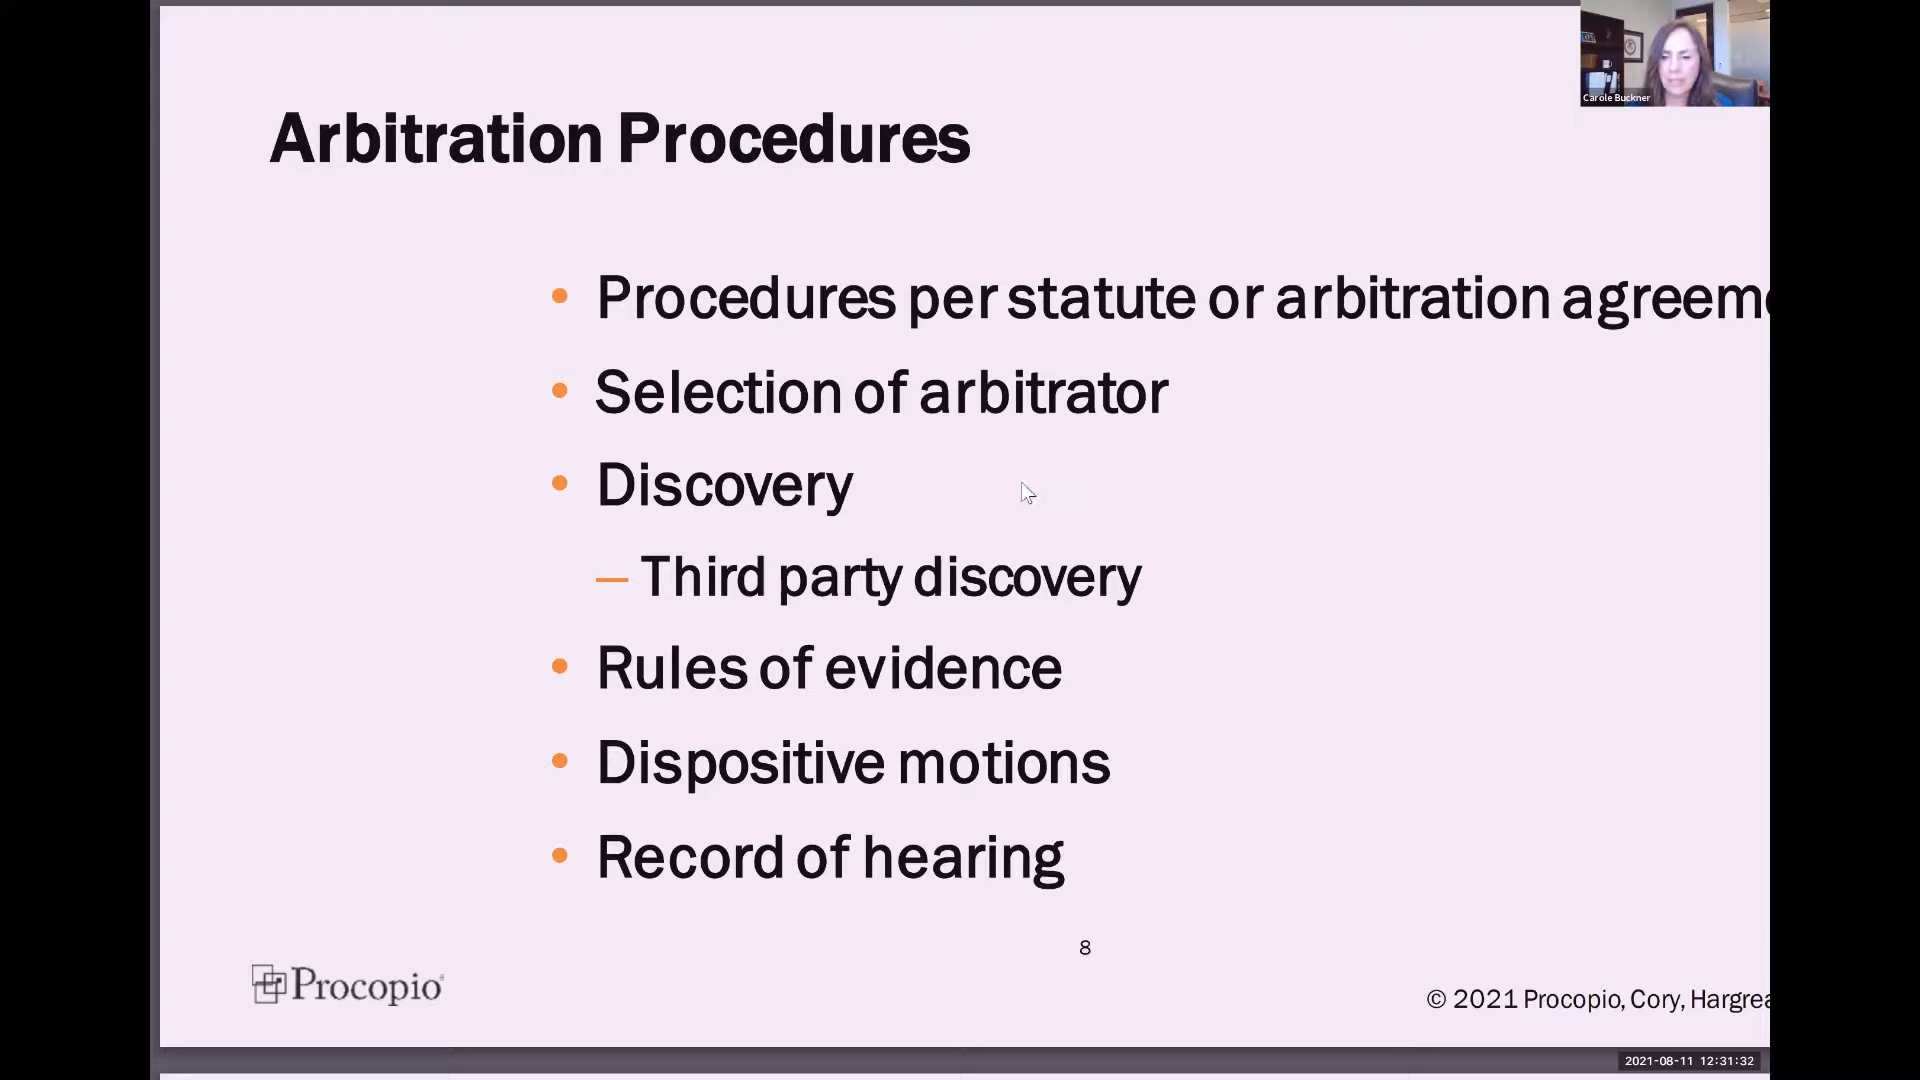 Carole Buckner
Arbitration Procedures
• Procedures per statute or arbitration agreem
• Selection of arbitrator
• Discovery
— Third party discovery
• Rules of evidence
• Dispositive motions
• Record of hearing
8
Procopio
© 2021 Procopio, Cory, Hargrea
2021-08-11 12:31:32